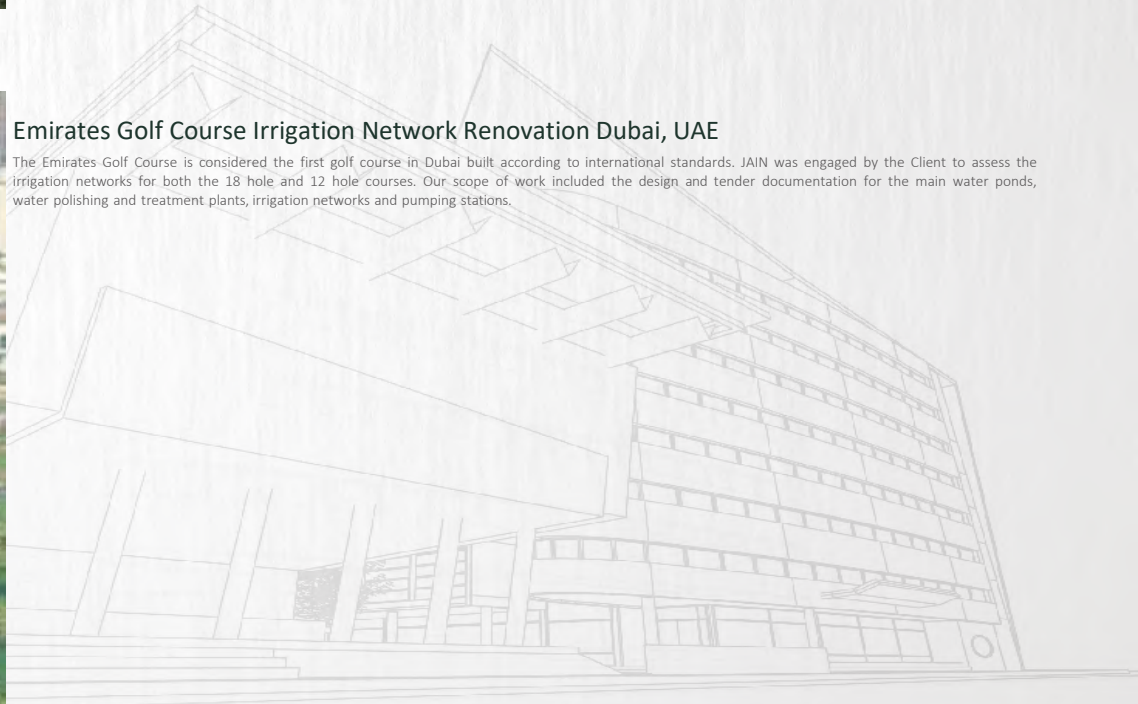 Emirates Golf Course Irrigation Network Renovation Dubai, UAE
The Emirates Golf Course is considered the first golf course in Dubai built according to international standards. JAIN was engaged by the Client to assess the
irrigation networks for both the 18 hole and 12 hole courses. Our scope of work included the design and tender documentation for the main water ponds,
water polishing and treatment plants, irrigation networks and pumping stations.